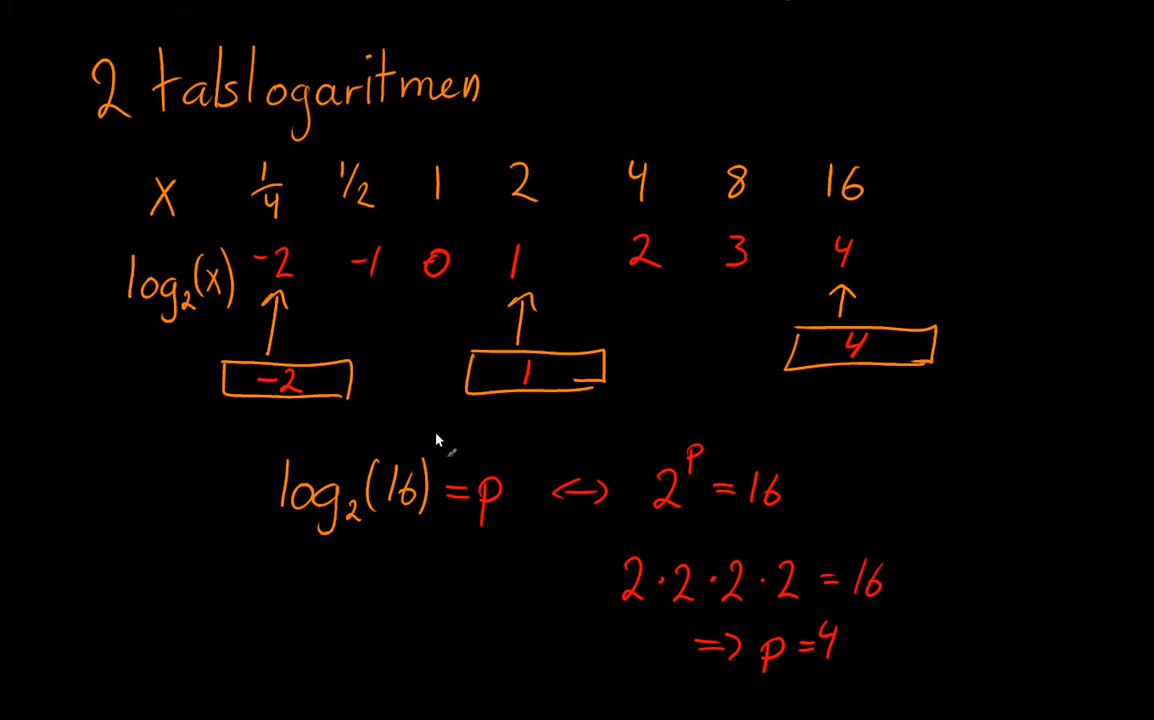 2 talslogaritmen
X 1/4 1/2 1 2 4 8 16
log₂(x) -2 -1 0 1 2 3 4
-2 1 4
log₂(16) = p <-> 2^p = 16
2·2·2·2 = 16
=> p = 4